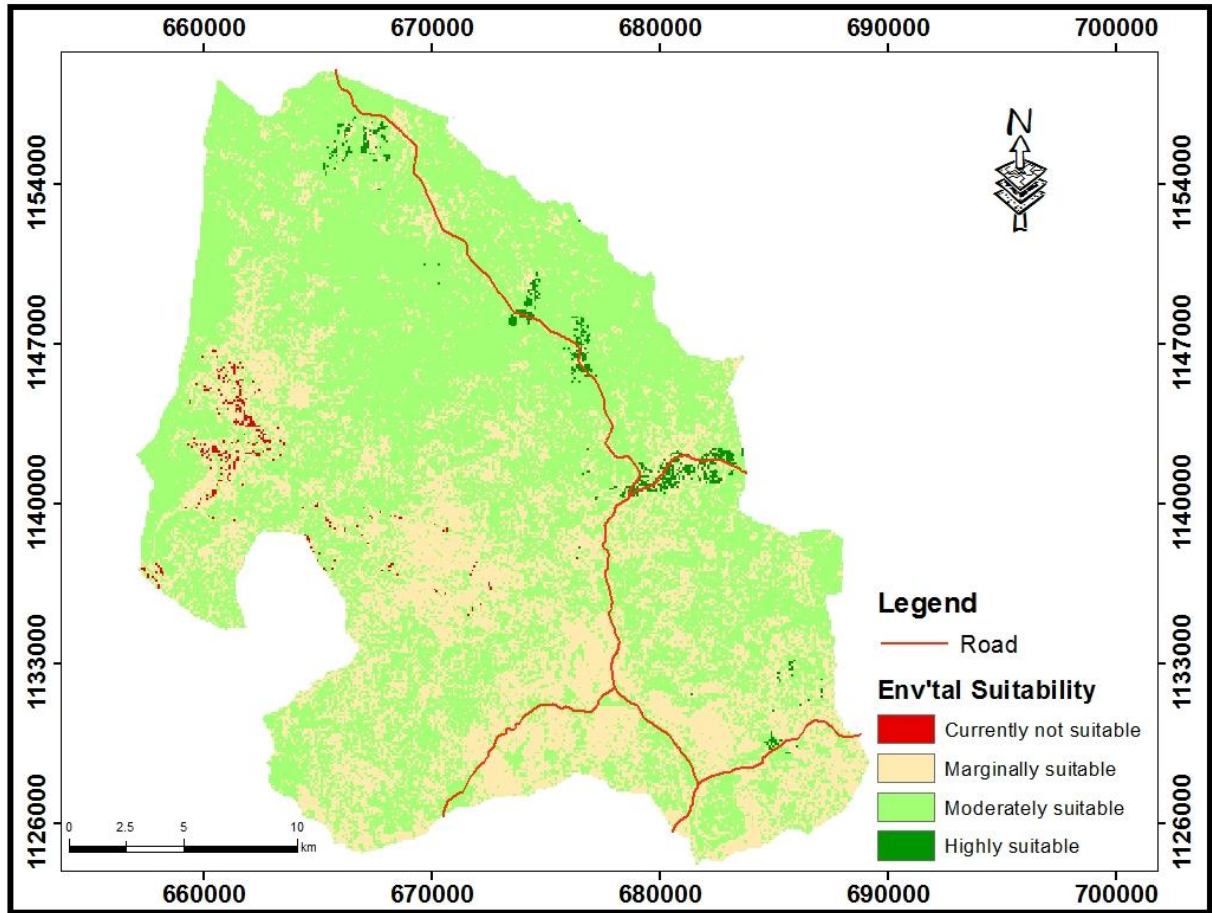 660000 670000 680000 690000 700000
N
1154000 1154000
1147000 1147000
1140000 1140000
1133000 1133000
1126000 1126000
Legend
Road
Env'tal Suitability
Currently not suitable
Marginally suitable
Moderately suitable
Highly suitable
0 2.5 5 10
km
660000 670000 680000 690000 700000